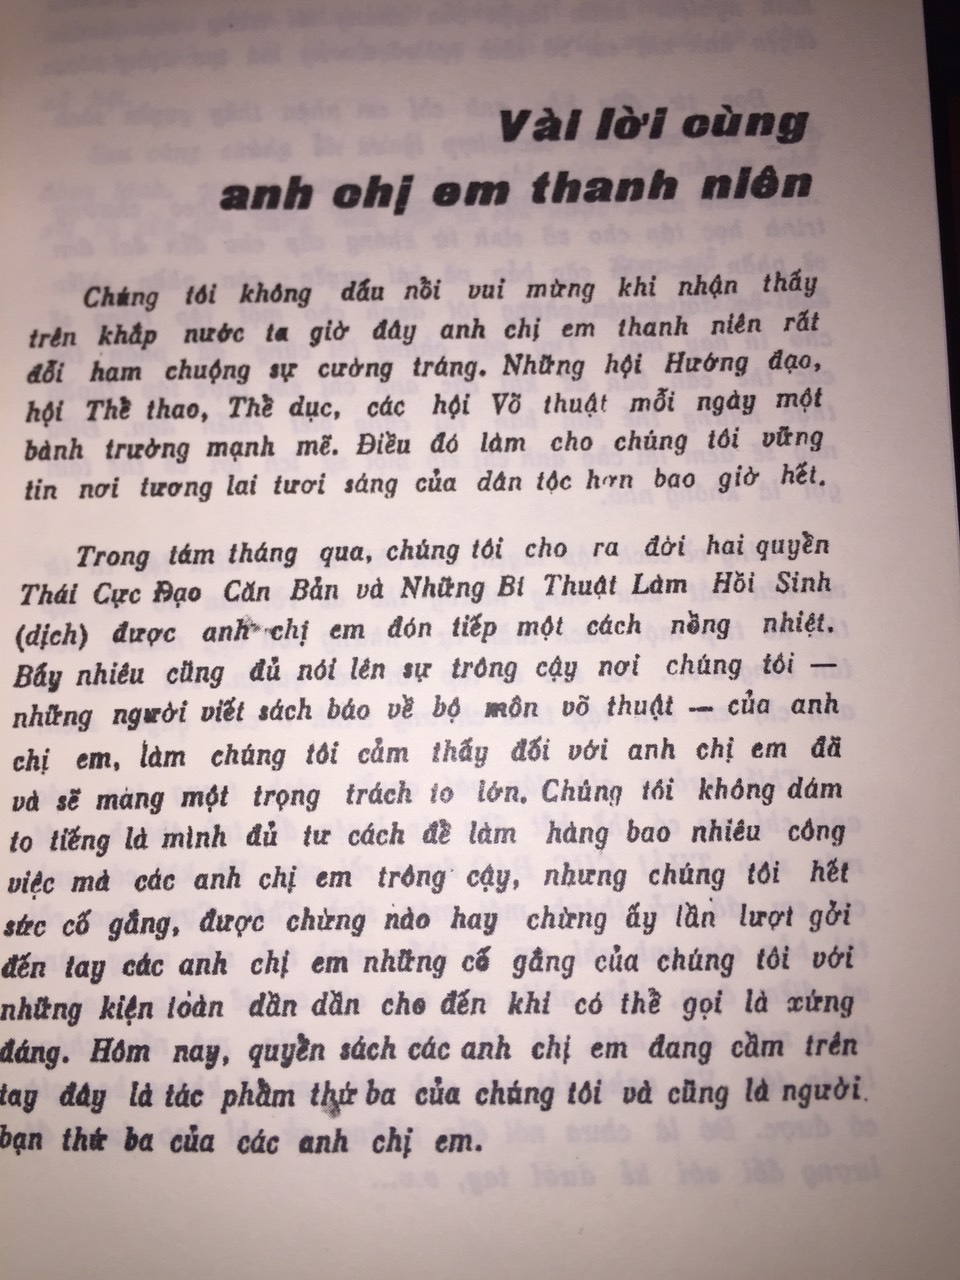 Vài lời cùng
anh chị em thanh niên
Chúng tôi không dấu nổi vui mừng khi nhận thấy
trên khắp nước ta giờ đây anh chị em thanh niên rất
đỗi ham chuộng sự cường tráng. Những hội Hướng đạo,
hội Thể thao, Thể dục, các hội Võ thuật mỗi ngày một
bành trướng mạnh mẽ. Điều đó làm cho chúng tôi vững
tin nơi tương lai tươi sáng của dân tộc hơn bao giờ hết.
Trong tám tháng qua, chúng tôi cho ra đời hai quyền
Thái Cực Đạo Căn Bản và Những Bí Thuật Làm Hồi Sinh
(dịch) được anh chị em đón tiếp một cách nồng nhiệt.
Bấy nhiêu cũng đủ nói lên sự trông cậy nơi chúng tôi —
những người viết sách báo về bộ môn võ thuật — của anh
chị em, làm chúng tôi cảm thấy đối với anh chị em đã
và sẽ mang một trọng trách to lớn. Chúng tôi không dám
to tiếng là mình đủ tư cách để làm hàng bao nhiêu công
việc mà các anh chị em trông cậy, nhưng chúng tôi hết
sức cố gắng, được chừng nào hay chừng ấy lần lượt gởi
đến tay các anh chị em những cố gắng của chúng tôi với
những kiện toàn dần dần cho đến khi có thể gọi là xứng
đáng. Hôm nay, quyền sách các anh chị em đang cầm trên
tay đây là tác phẩm thứ ba của chúng tôi và cũng là người
bạn thứ ba của các anh chị em.